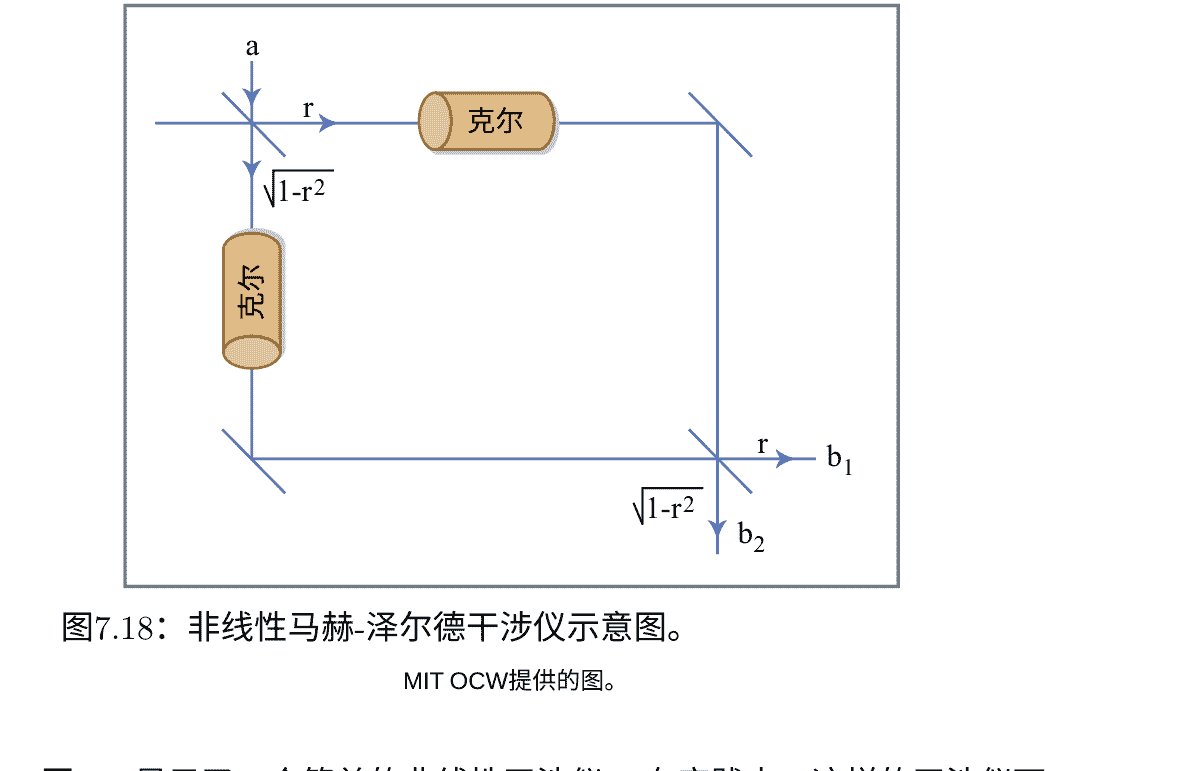 a
r
克尔
√1-r²
克尔
r
b₁
√1-r²
b₂
图7.18：非线性马赫-泽尔德干涉仪示意图。
MIT OCW提供的图。